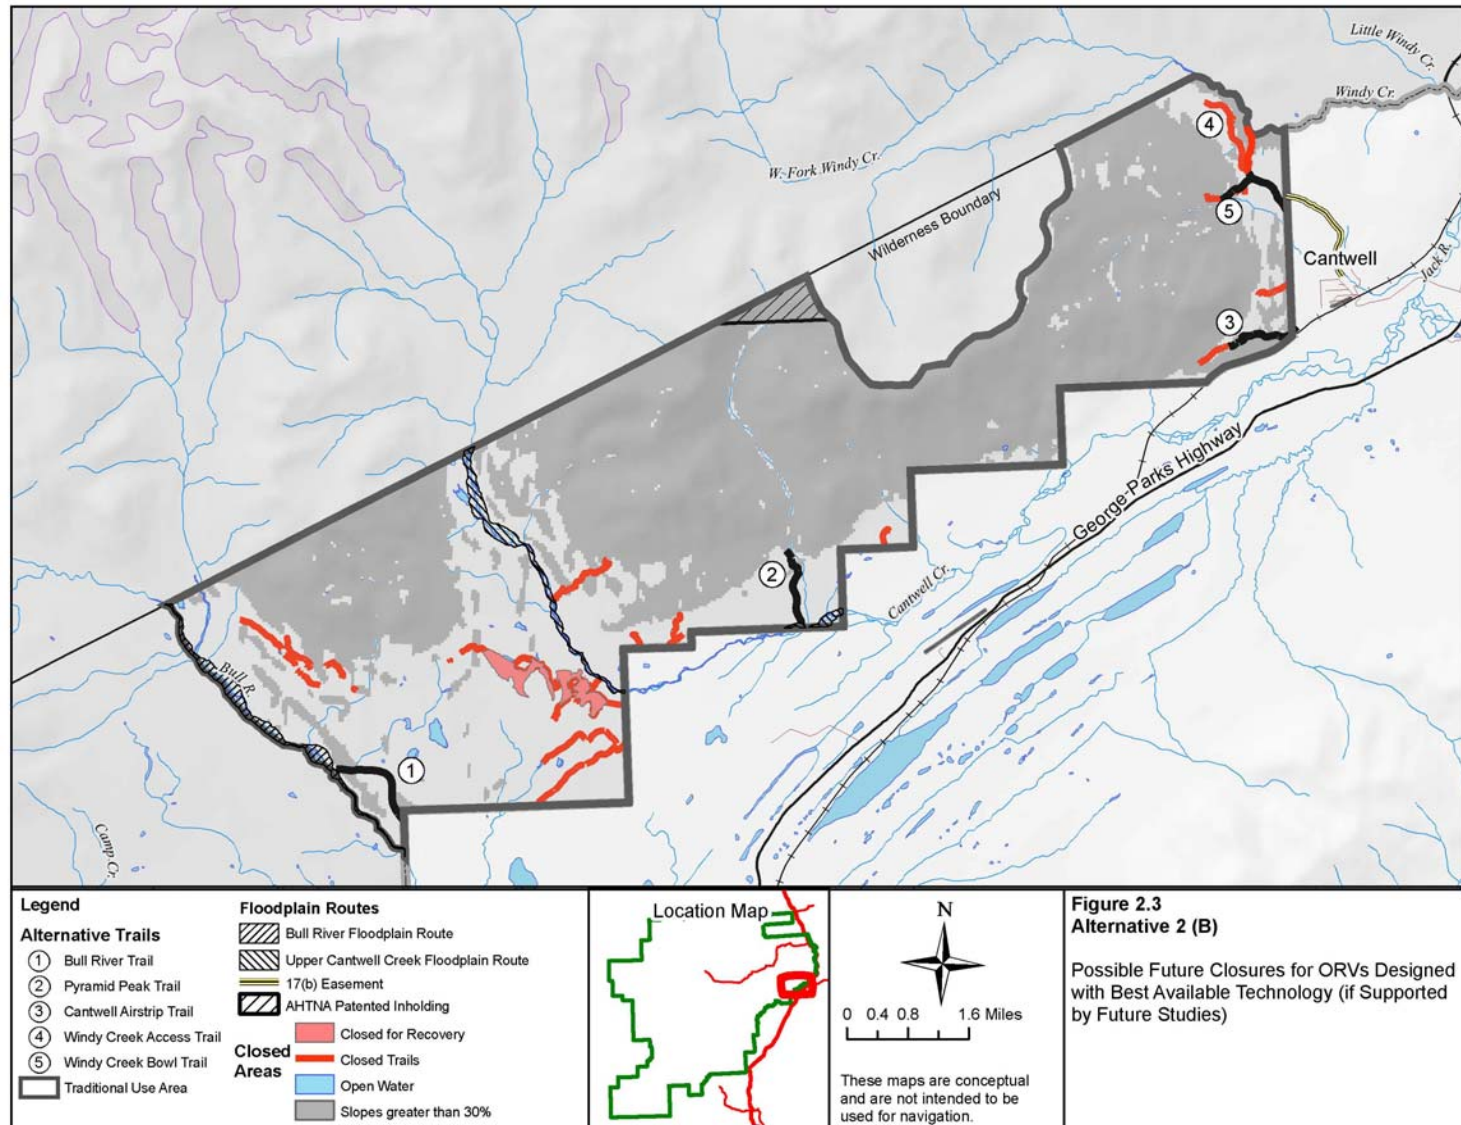 Little Windy Cr.
Windy Cr.
4
W. Fork Windy Cr.
5
Wilderness Boundary
Cantwell
Jack R.
3
George-Parks Highway
2
Cantwell Cr.
Bull R.
1
Camp Cr.
Legend
Alternative Trails
1 Bull River Trail
2 Pyramid Peak Trail
3 Cantwell Airstrip Trail
4 Windy Creek Access Trail
5 Windy Creek Bowl Trail
Traditional Use Area
Floodplain Routes
Bull River Floodplain Route
Upper Cantwell Creek Floodplain Route
17(b) Easement
AHTNA Patented Inholding
Closed Areas
Closed for Recovery
Closed Trails
Open Water
Slopes greater than 30%
Location Map
N
0 0.4 0.8 1.6 Miles
These maps are conceptual
and are not intended to be
used for navigation.
Figure 2.3
Alternative 2 (B)
Possible Future Closures for ORVs Designed
with Best Available Technology (if Supported
by Future Studies)